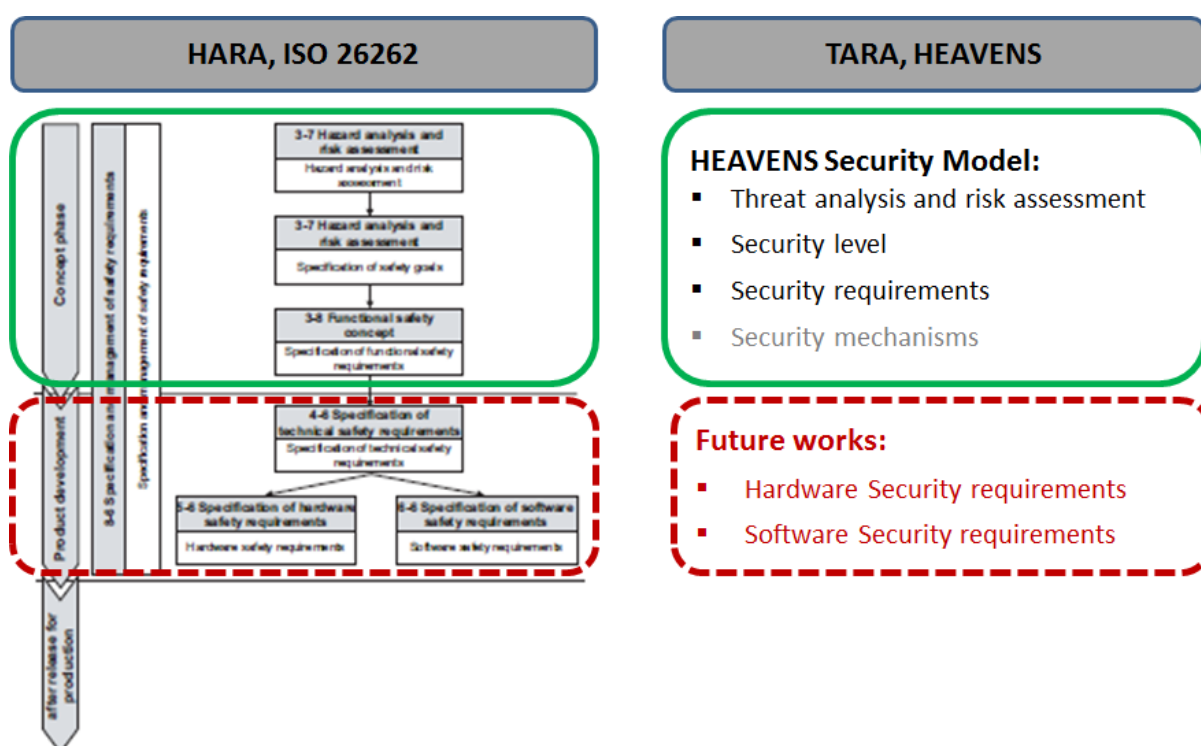 HARA, ISO 26262
TARA, HEAVENS
3-7 Hazard analysis and
risk assessment
Hazard analysis and risk
assessment
3-7 Hazard analysis and
risk assessment
Specification of safety goals
3-8 Functional safety
concept
Specification of functional safety
requirements
4-6 Specification of
technical safety requirements
Specification of technical safety
requirements
5-6 Specification of hardware
safety requirements
Hardware safety requirements
6-6 Specification of software
safety requirements
Software safety requirements
Concept phase
Product development
after release for
production
8-6 Specification and management of safety requirements
Specification and management of safety requirements
HEAVENS Security Model:
▪ Threat analysis and risk assessment
▪ Security level
▪ Security requirements
▪ Security mechanisms
Future works:
▪ Hardware Security requirements
▪ Software Security requirements